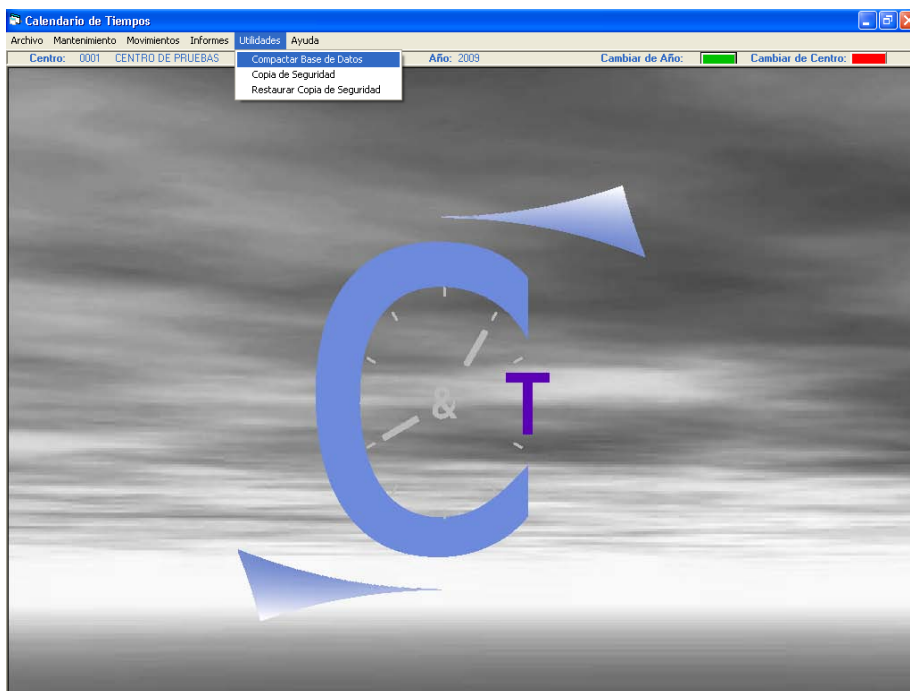 Calendario de Tiempos
Archivo Mantenimiento Movimientos Informes Utilidades Ayuda
Centro: 0001 CENTRO DE PRUEBAS Año: 2009 Cambiar de Año: Cambiar de Centro:
Compactar Base de Datos
Copia de Seguridad
Restaurar Copia de Seguridad
C & T